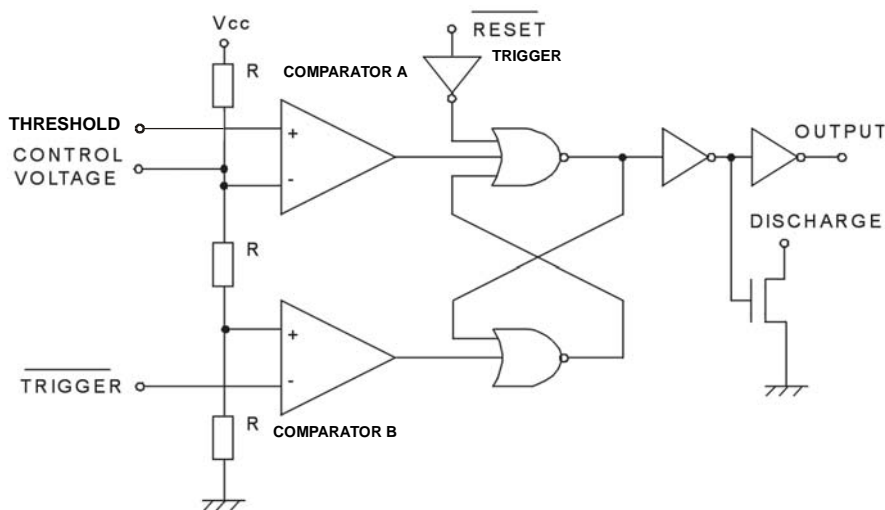 RESET
Vcc
TRIGGER
R
COMPARATOR A
THRESHOLD
CONTROL
VOLTAGE
OUTPUT
R
DISCHARGE
TRIGGER
R
COMPARATOR B